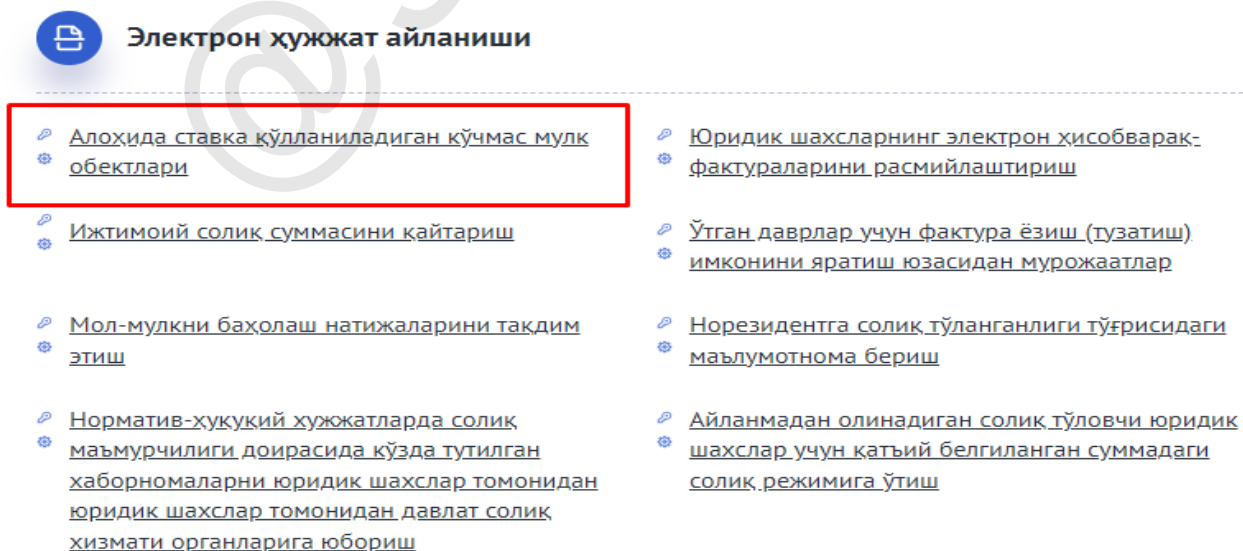 Электрон ҳужжат айланиши
Алоҳида ставка қўлланиладиган кўчмас мулк
обектлари
Юридик шахсларнинг электрон ҳисобварақ-
фактураларини расмийлаштириш
Ижтимоий солиқ суммасини қайтариш
Ўтган даврлар учун фактура ёзиш (тузатиш)
имконини яратиш юзасидан мурожаатлар
Мол-мулкни баҳолаш натижаларини тақдим
этиш
Норезидентга солиқ тўланганлиги тўғрисидаги
маълумотнома бериш
Норматив-ҳуқуқий хужжатларда солиқ
маъмурчилиги доирасида кўзда тутилган
хаборномаларни юридик шахслар томонидан
юридик шахслар томонидан давлат солиқ
хизмати органларига юбориш
Айланмадан олинадиган солиқ тўловчи юридик
шахслар учун қатъий белгиланган суммадаги
солиқ режимига ўтиш